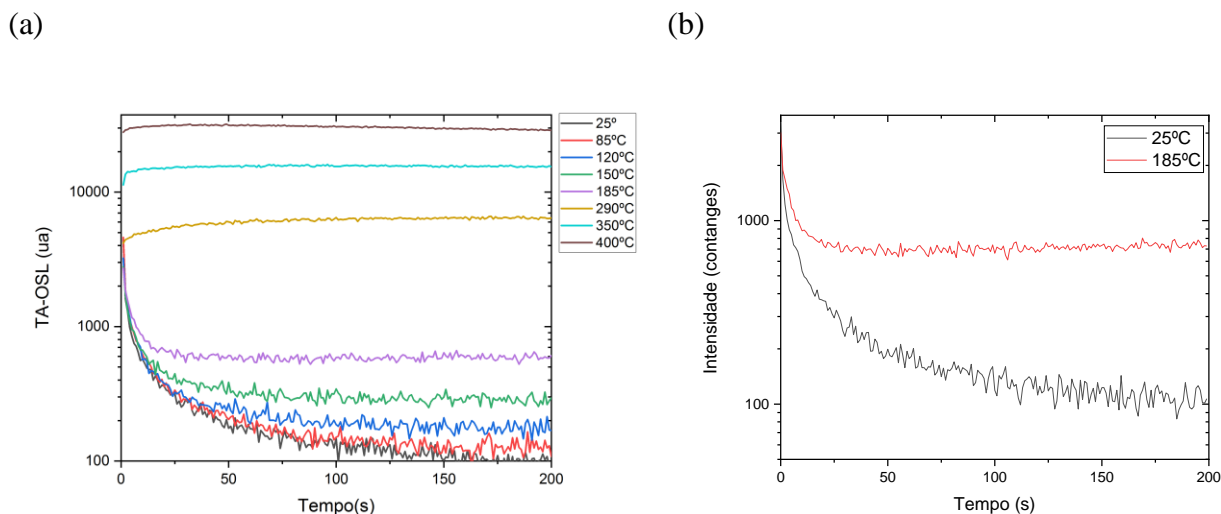 (a)
(b)
TA-OSL (ua)
10000
1000
100
0
50
100
150
200
Tempo(s)
25º
85ºC
120ºC
150ºC
185ºC
290ºC
350ºC
400ºC
Intensidade (contanges)
1000
100
0
50
100
150
200
Tempo (s)
25ºC
185ºC